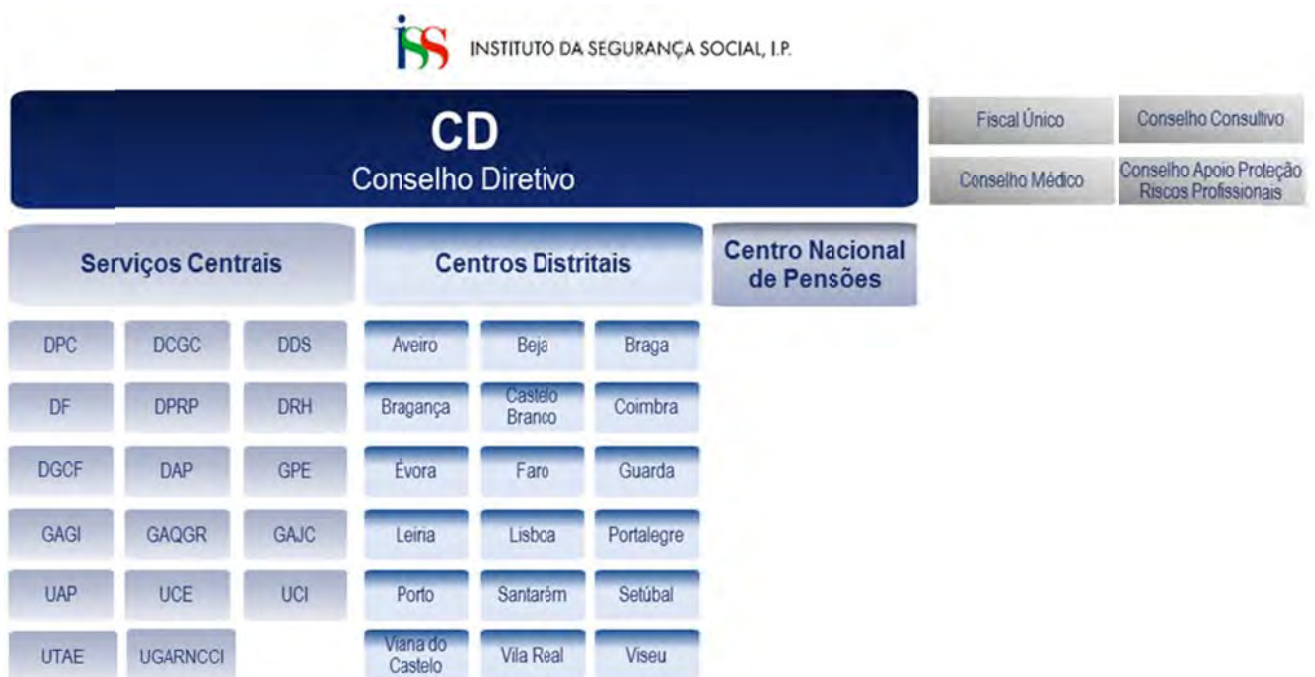 iss INSTITUTO DA SEGURANÇA SOCIAL, I.P.
CD
Conselho Diretivo
Fiscal Único
Conselho Consultivo
Conselho Médico
Conselho Apoio Proteção
Riscos Profissionais
Serviços Centrais
Centros Distritais
Centro Nacional
de Pensões
DPC DCGC DDS
DF DPRP DRH
DGCF DAP GPE
GAGI GAQGR GAJC
UAP UCE UCI
UTAE UGARNCCI
Aveiro Beja Braga
Bragança Castelo
Branco Coimbra
Évora Faro Guarda
Leiria Lisboa Portalegre
Porto Santarém Setúbal
Viana do
Castelo Vila Real Viseu